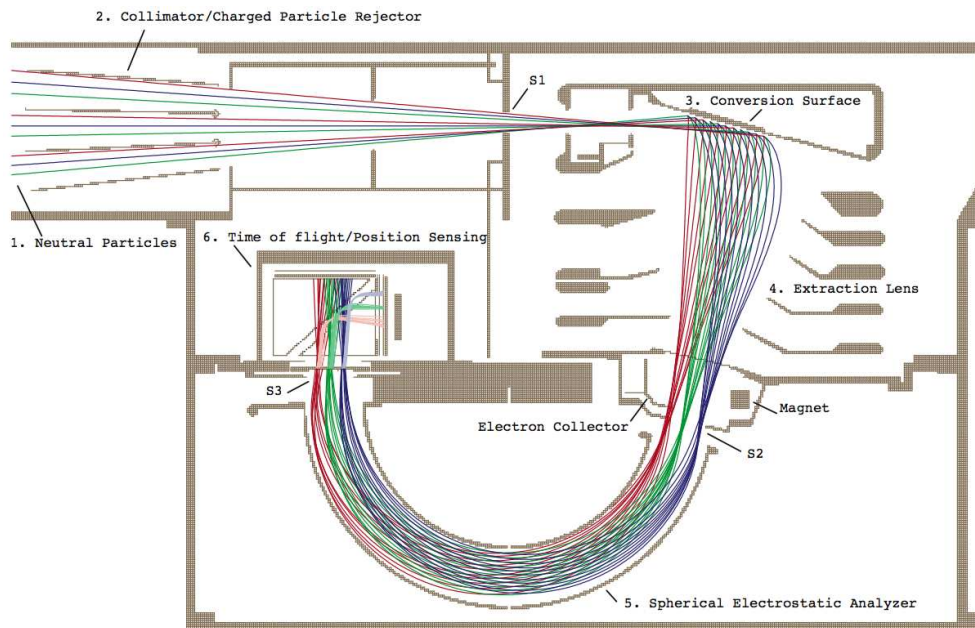 2. Collimator/Charged Particle Rejector
S1
3. Conversion Surface
1. Neutral Particles
6. Time of flight/Position Sensing
4. Extraction Lens
S3
Magnet
Electron Collector
S2
5. Spherical Electrostatic Analyzer